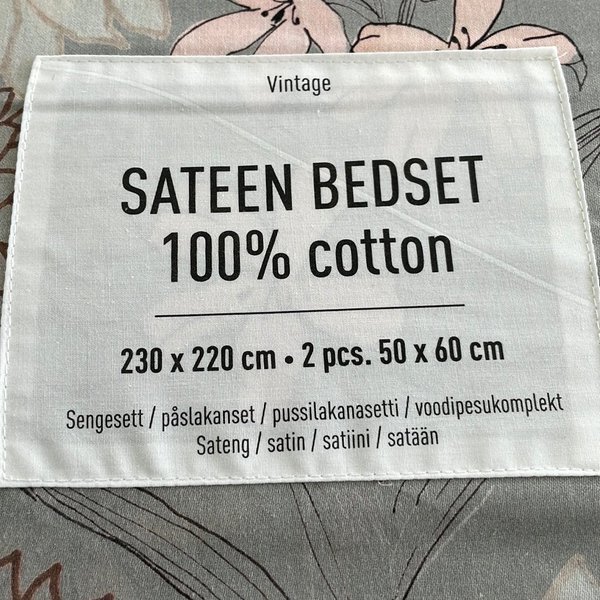 Vintage
SATEEN BEDSET
100% cotton
230 x 220 cm • 2 pcs. 50 x 60 cm
Sengesett / påslakanset / pussilakanasetti / voodipesukomplekt
Sateng / satin / satiini / satään